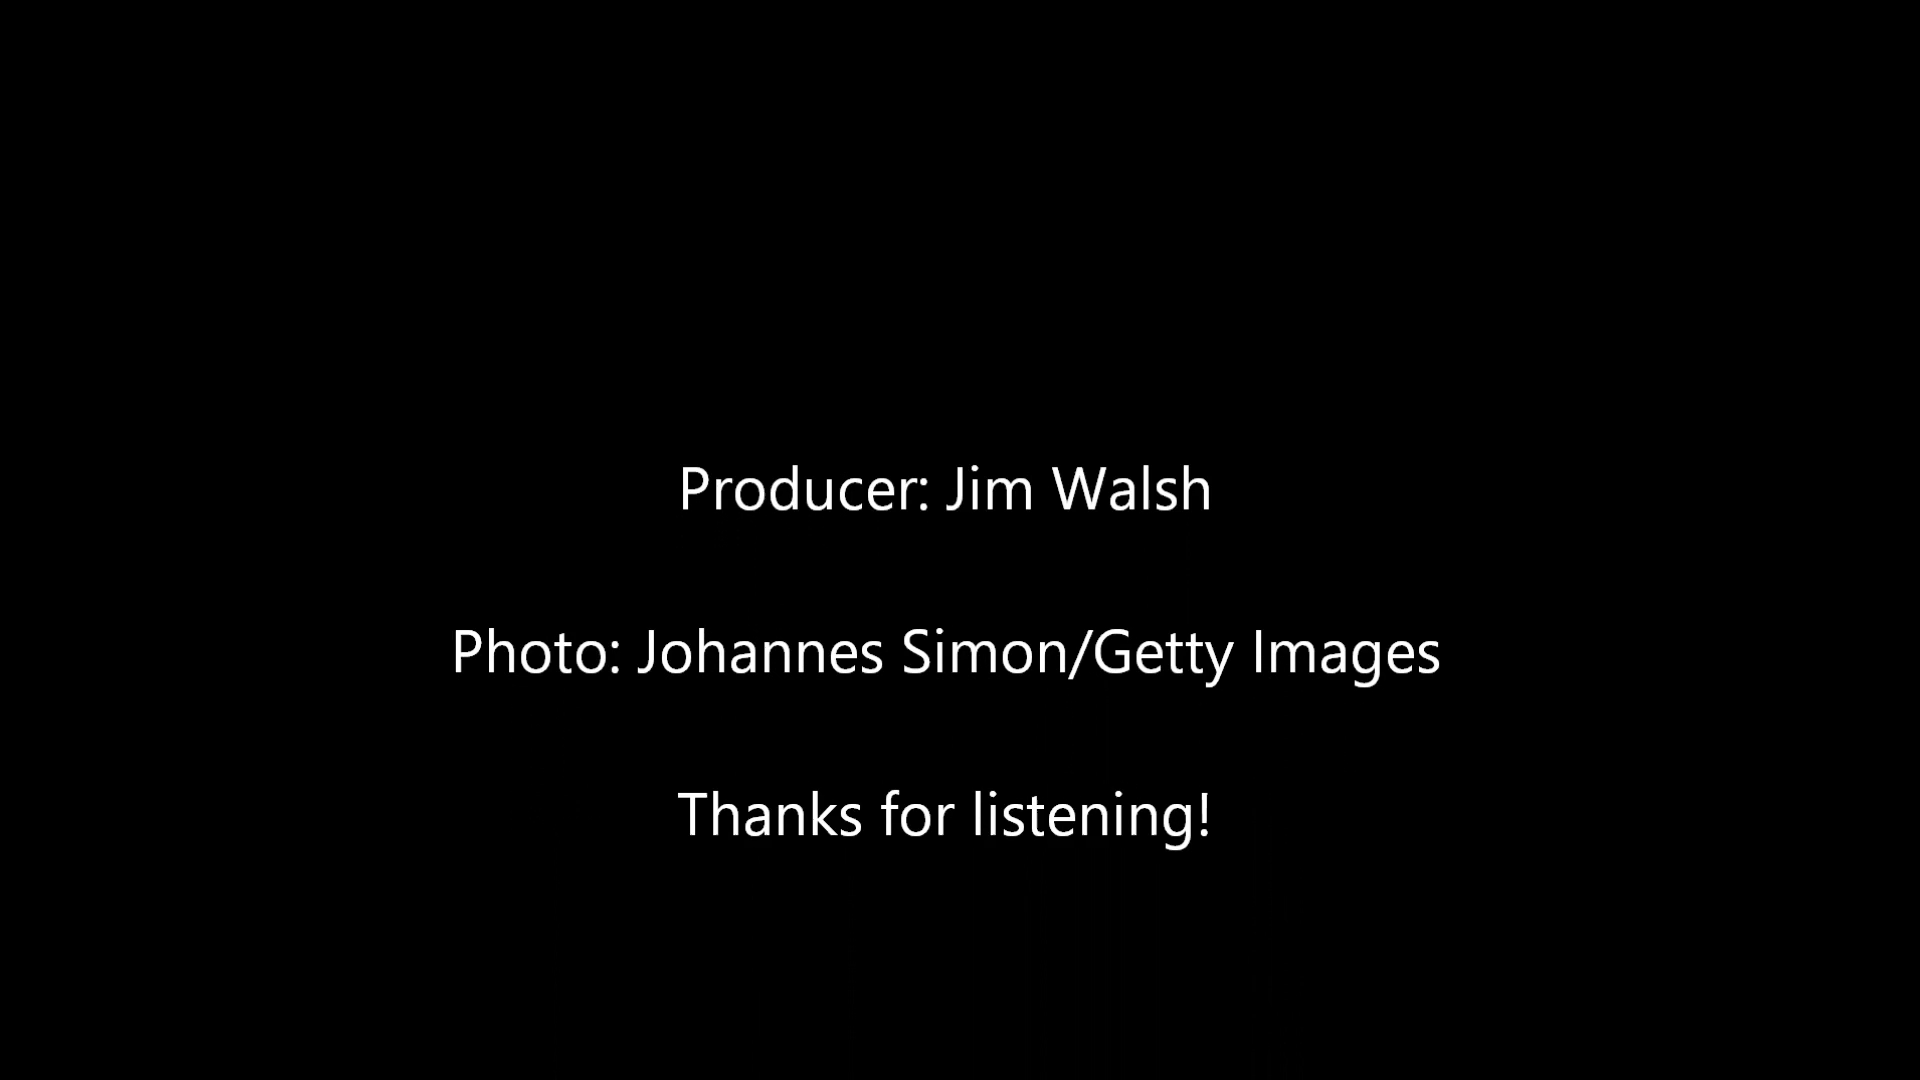 Producer: Jim Walsh
Photo: Johannes Simon/Getty Images
Thanks for listening!